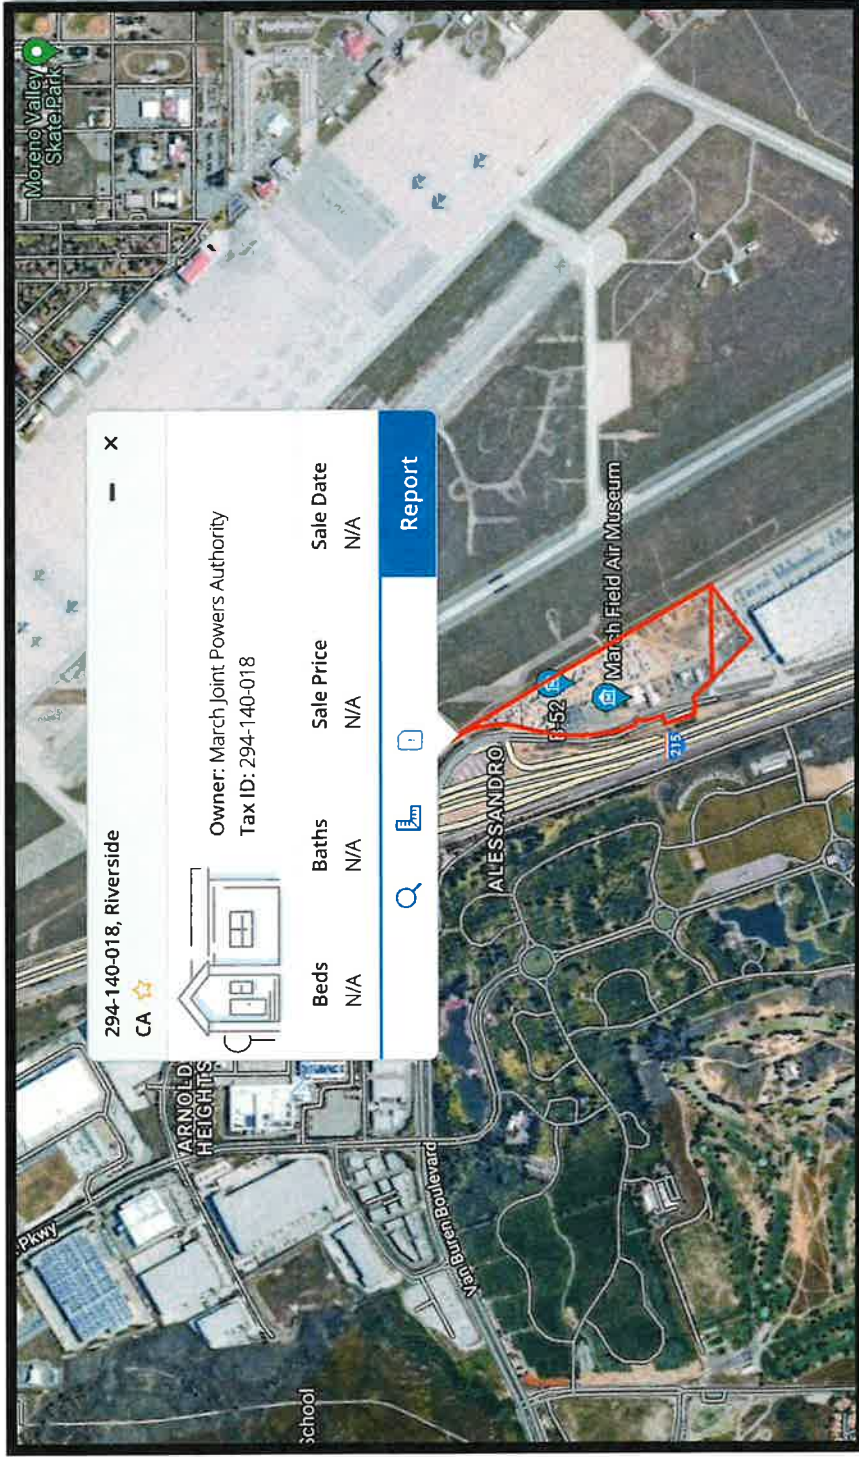 294-140-018, Riverside
CA
Owner: March Joint Powers Authority
Tax ID: 294-140-018
Beds
Baths
Sale Price
Sale Date
N/A
N/A
N/A
N/A
Report
Moreno Valley
Skate Park
Pkwy
ARNOLD
HEIGHTS
Van Buren Boulevard
School
ALESSANDRO
B-52
March Field Air Museum
215